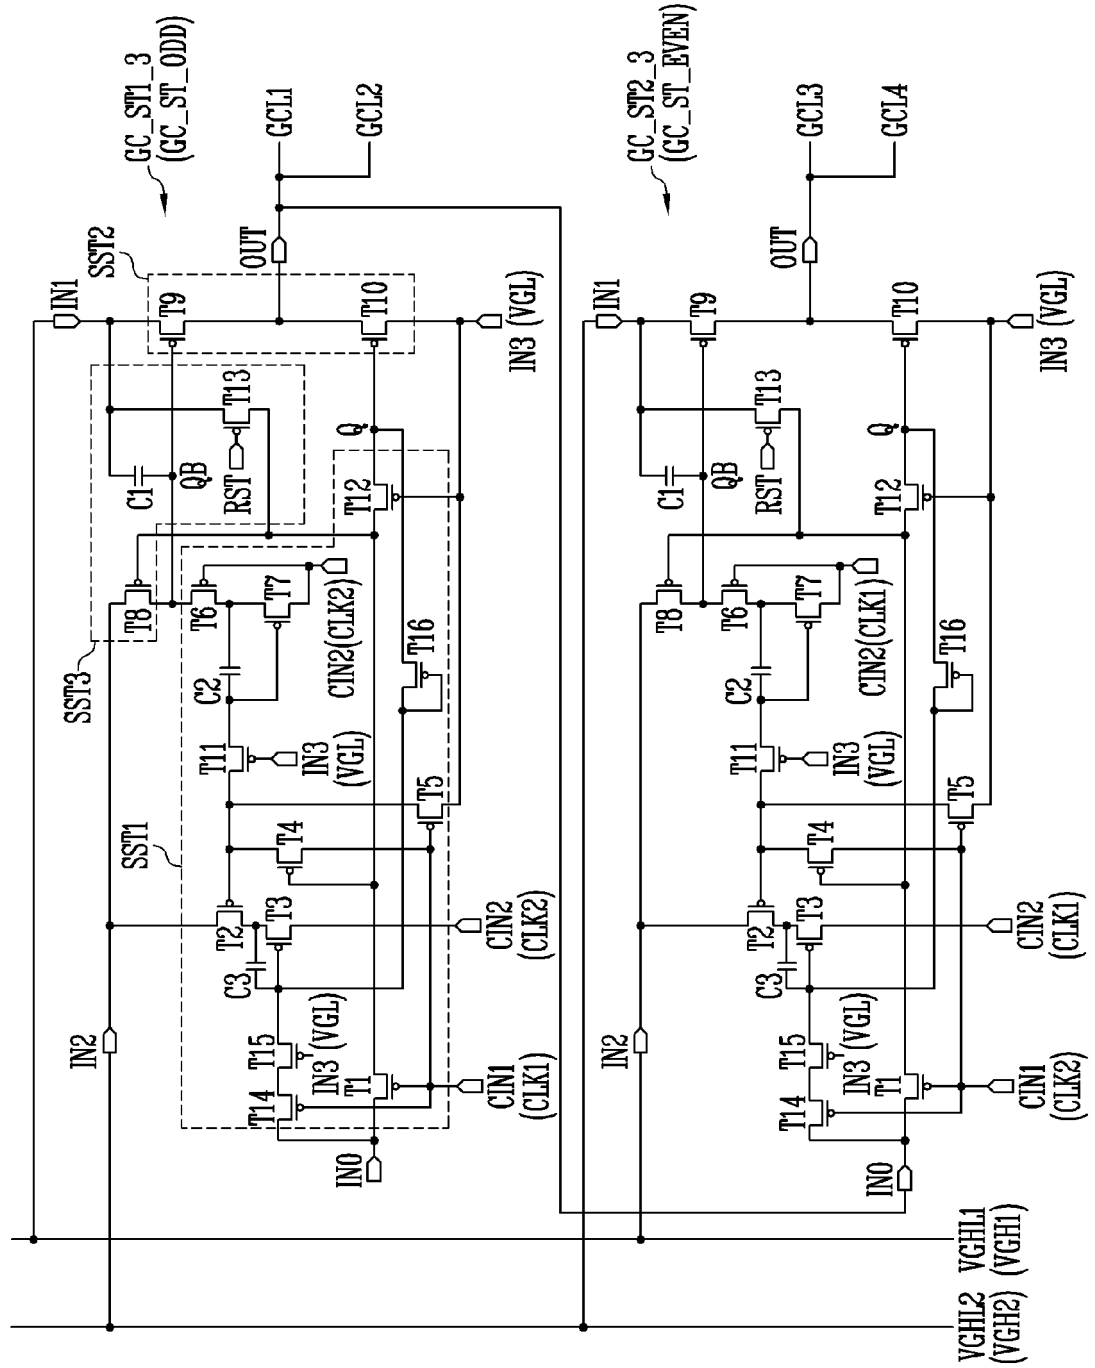 GC_ST1_3
(GC_ST_ODD)
GCL1
GCL2
OUT
SST2
IN1
T9
T10
IN3 (VGL)
T13
RST
C1
QB
Q
T12
T8
T6
T7
CIN2(CLK2)
SST3
C2
T16
T11
IN3
(VGL)
T5
T4
SST1
T2
T3
CIN2
(CLK2)
C3
IN2
T15
IN3
(VGL)
T14
T1
CIN1
(CLK1)
IN0
GC_ST2_3
(GC_ST_EVEN)
GCL3
GCL4
OUT
IN1
T9
T10
IN3 (VGL)
T13
RST
C1
QB
Q
T12
T8
T6
T7
CIN2(CLK1)
C2
T16
T11
IN3
(VGL)
T5
T4
T2
T3
CIN2
(CLK1)
C3
IN2
T15
IN3
(VGL)
T14
T1
CIN1
(CLK2)
IN0
VGHL1
(VGH1)
VGHL2
(VGH2)